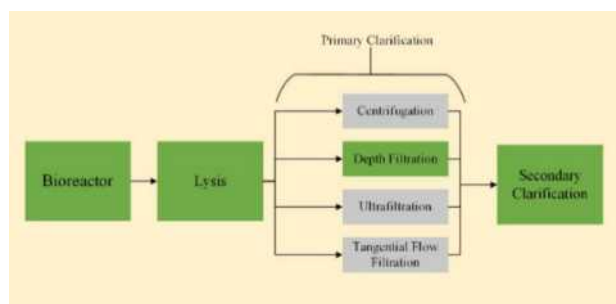 Primary Clarification
Centrifugation
Bioreactor
Lysis
Depth Filtration
Secondary
Clarification
Ultrafiltration
Tangential Flow
Filtration